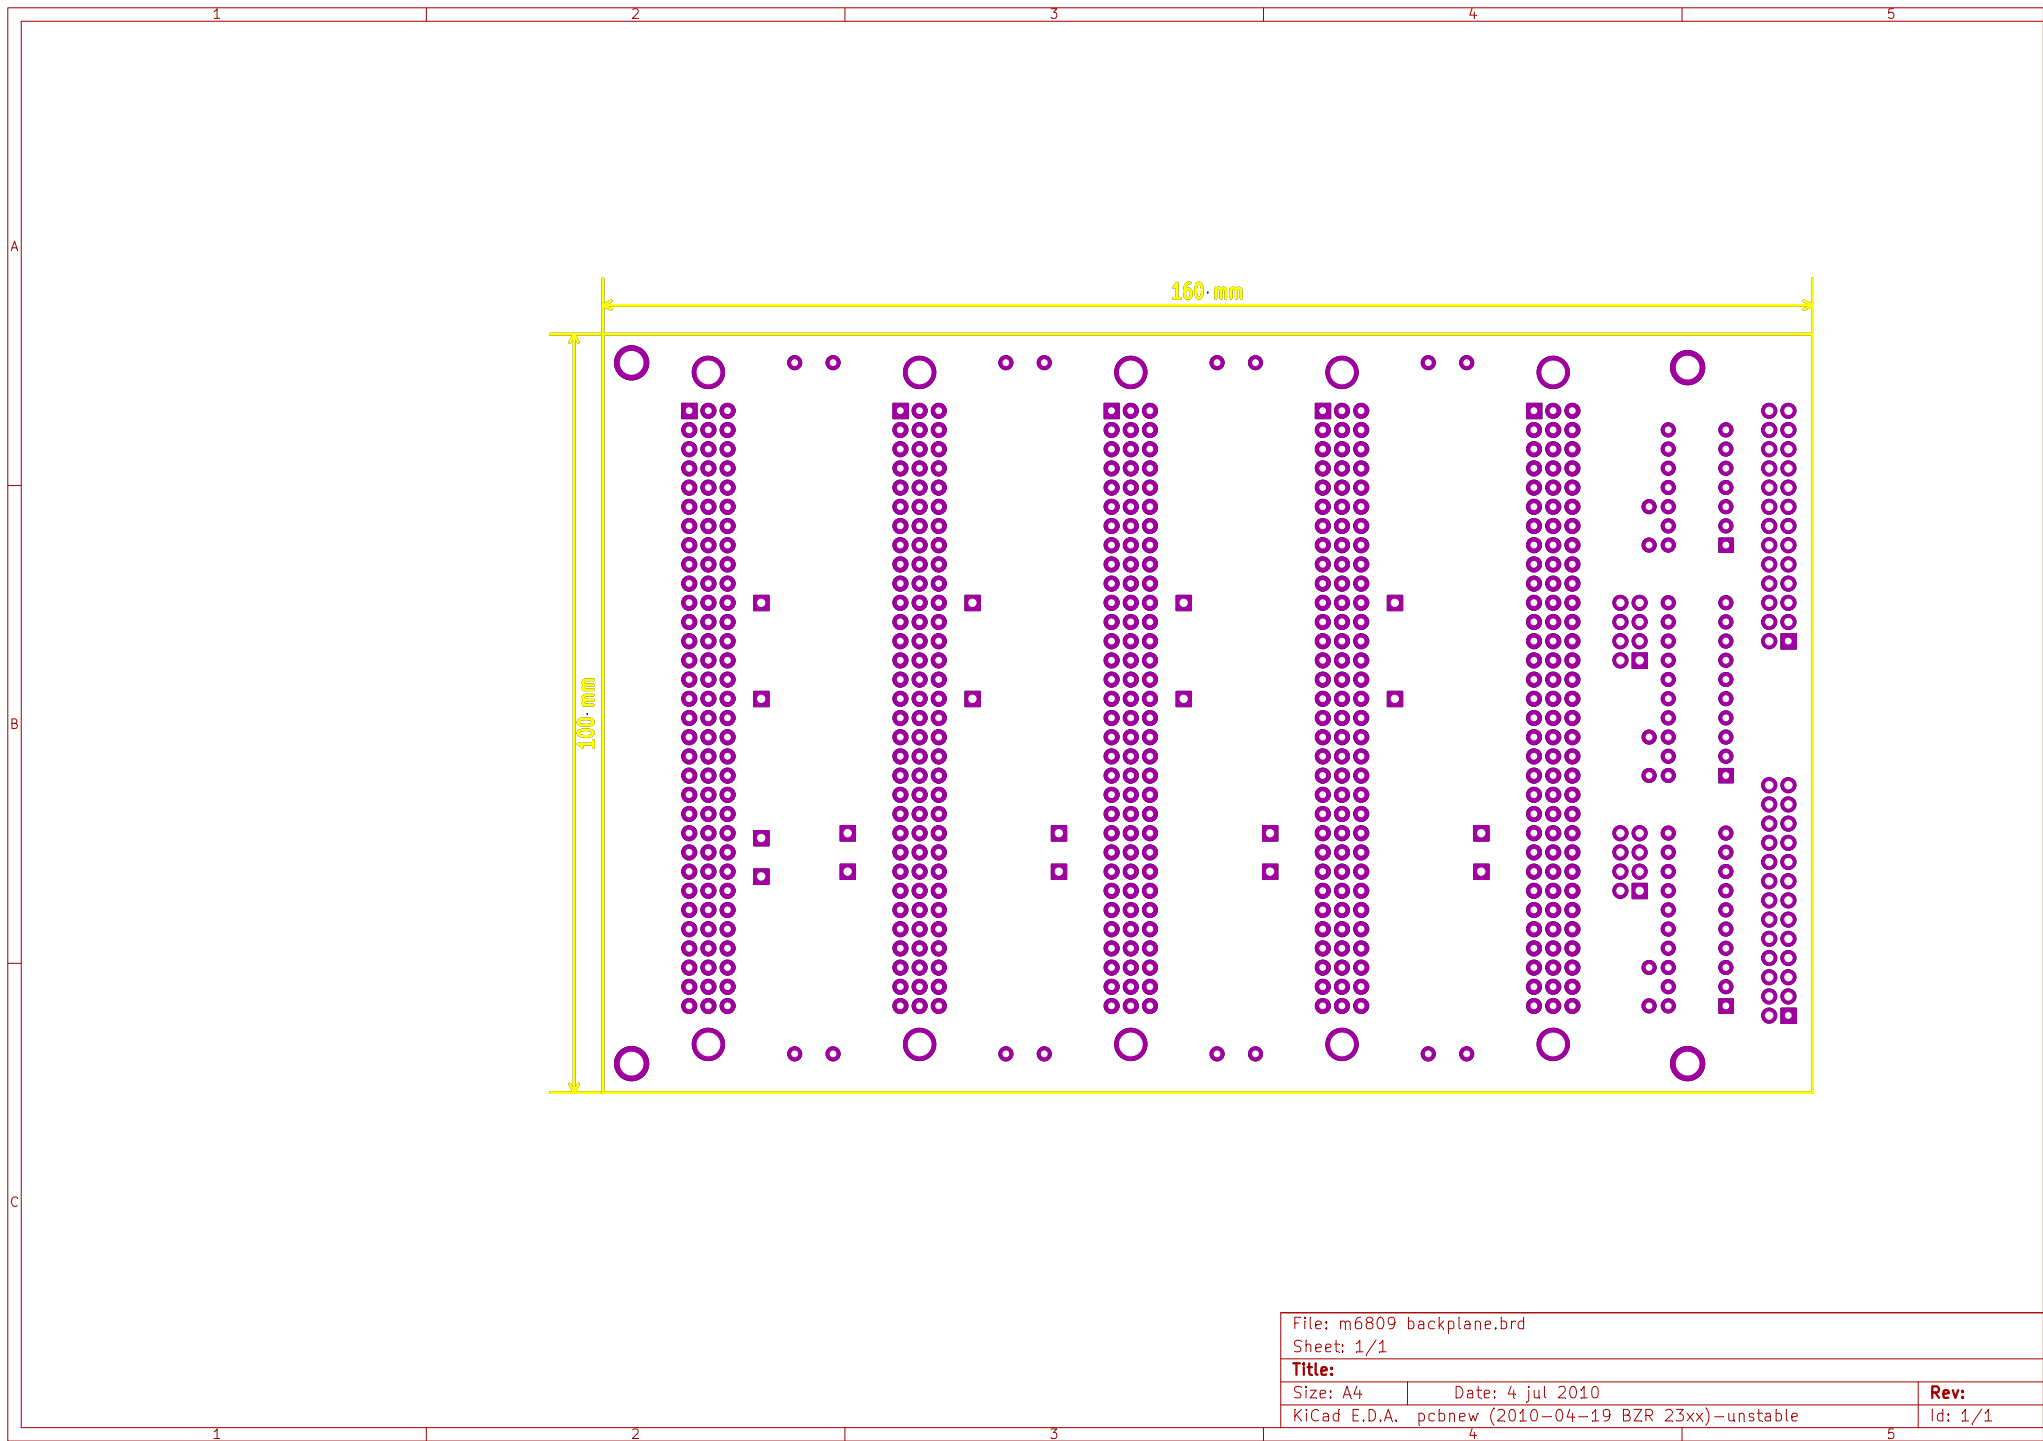 1 2 3 4 5
A
160. mm
B
100. mm
C
File: m6809 backplane.brd
Sheet: 1/1
Title:
Size: A4 Date: 4 jul 2010 Rev:
KiCad E.D.A. pcbnew (2010-04-19 BZR 23xx)-unstable Id: 1/1
1 2 3 4 5